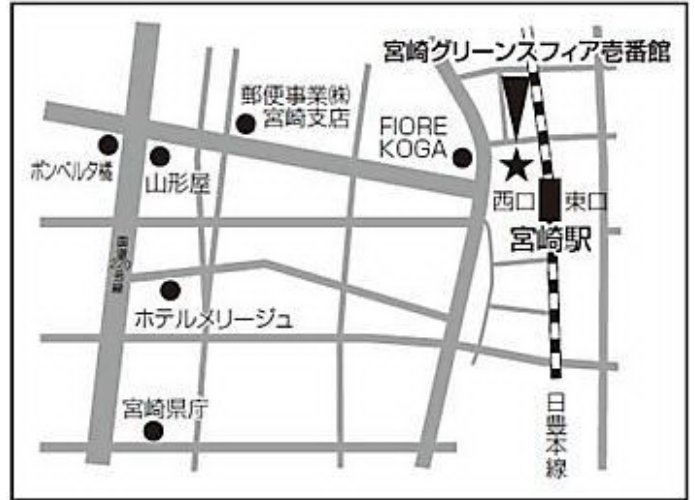 宮崎グリーンスフィア壱番館
郵便事業㈱
宮崎支店
FIORE
KOGA
ボンベルタ橘
山形屋
西口
東口
宮崎駅
ホテルメリージュ
宮崎県庁
日豊本線